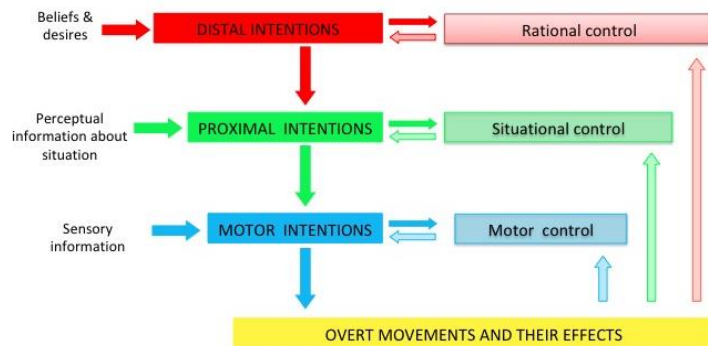 Beliefs &
desires
DISTAL INTENTIONS
Rational control
Perceptual
information about
situation
PROXIMAL INTENTIONS
Situational control
Sensory
information
MOTOR INTENTIONS
Motor control
OVERT MOVEMENTS AND THEIR EFFECTS